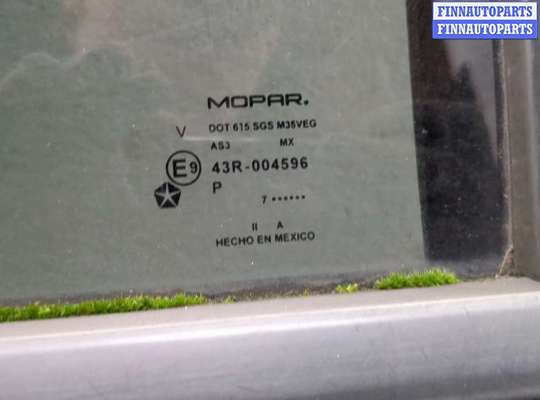 FINNAUTOPARTS
FINNAUTOPARTS
MOPAR.
V DOT 615 SGS M35VEG
AS3 MX
E9 43R-004596
P
7 ••••••
II A
HECHO EN MEXICO